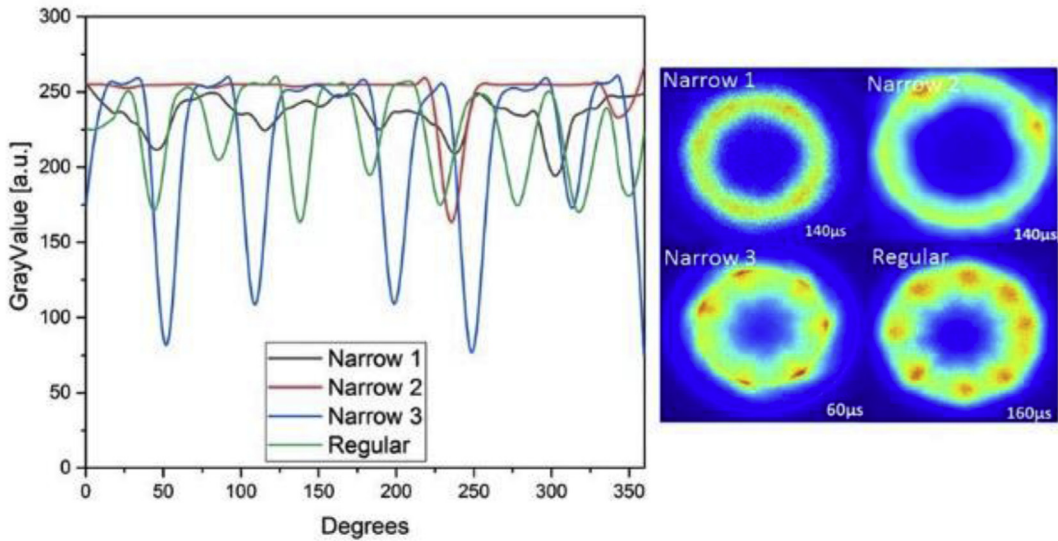 300
250
200
150
100
50
0
GrayValue [a.u.]
0 50 100 150 200 250 300 350
Degrees
Narrow 1
Narrow 2
Narrow 3
Regular
Narrow 1
140µs
Narrow 2
140µs
Narrow 3
60µs
Regular
160µs